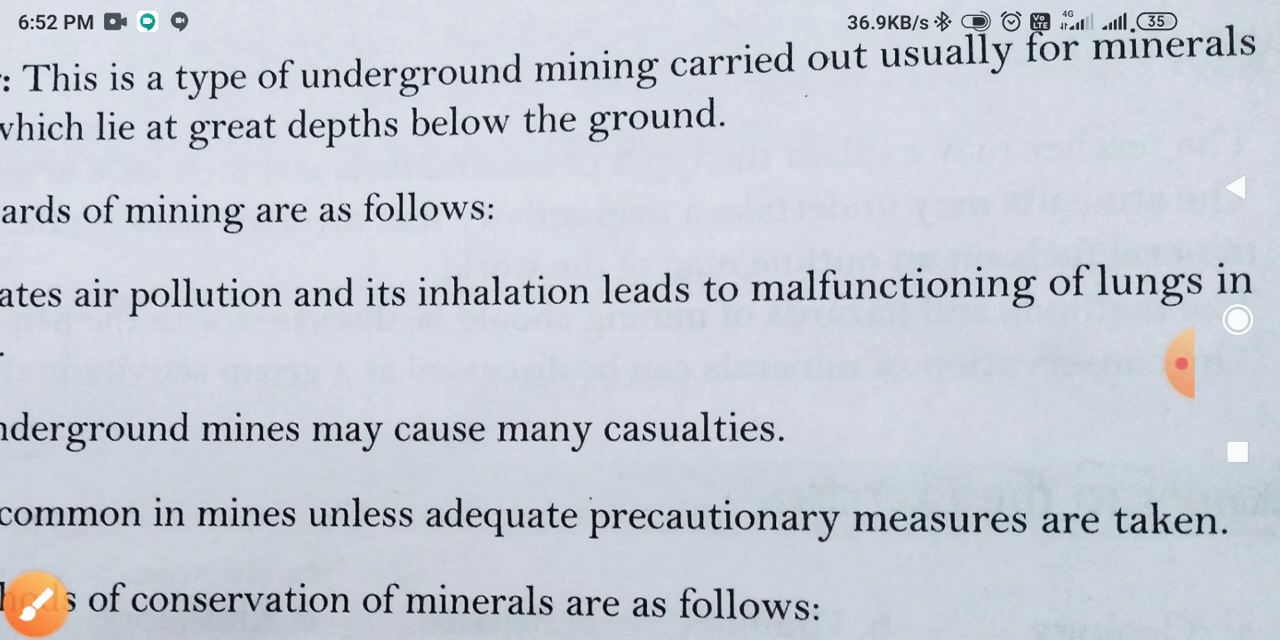 6:52 PM 36.9KB/s Vo LTE 4G 35
: This is a type of underground mining carried out usually for minerals
which lie at great depths below the ground.
ards of mining are as follows:
ates air pollution and its inhalation leads to malfunctioning of lungs in
.
nderground mines may cause many casualties.
common in mines unless adequate precautionary measures are taken.
s of conservation of minerals are as follows: